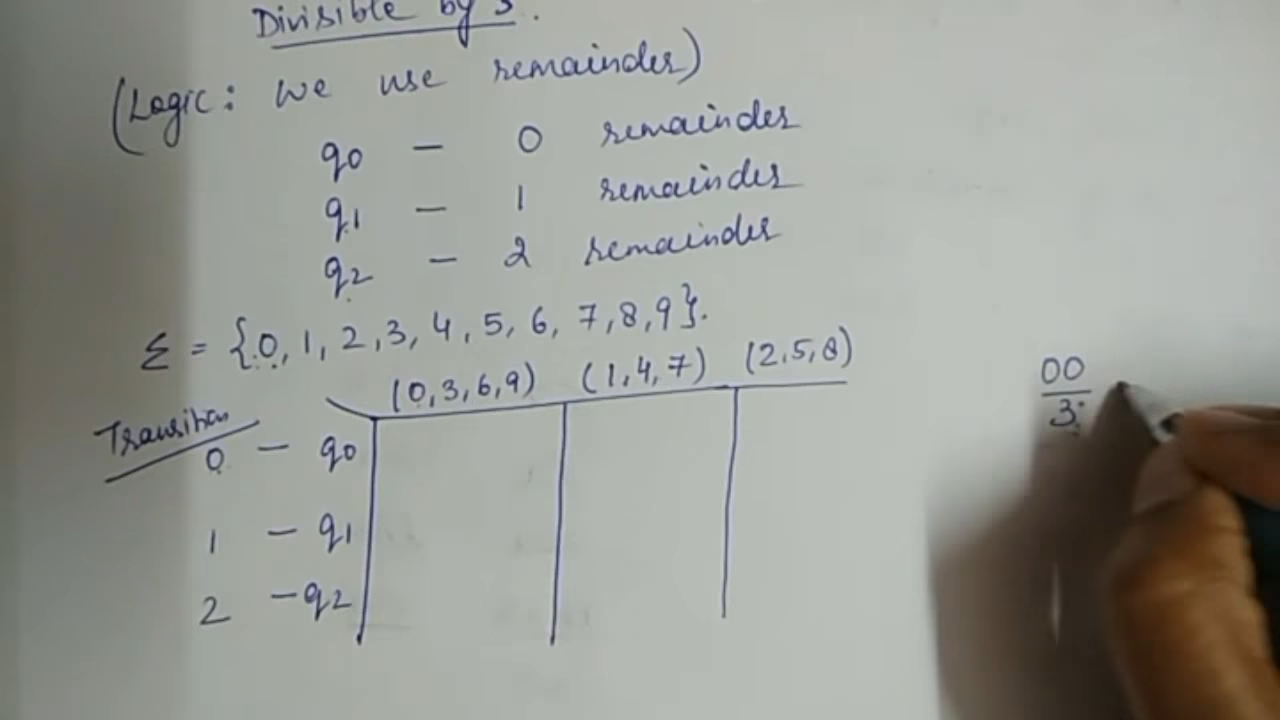 Divisible by 3.
(Logic: we use remainder)
q0 - 0 remainder
q1 - 1 remainder
q2 - 2 remainder
Σ = {0, 1, 2, 3, 4, 5, 6, 7, 8, 9}.
(0, 3, 6, 9) (1, 4, 7) (2, 5, 8)
Transition
0 - q0
1 - q1
2 - q2
00
3